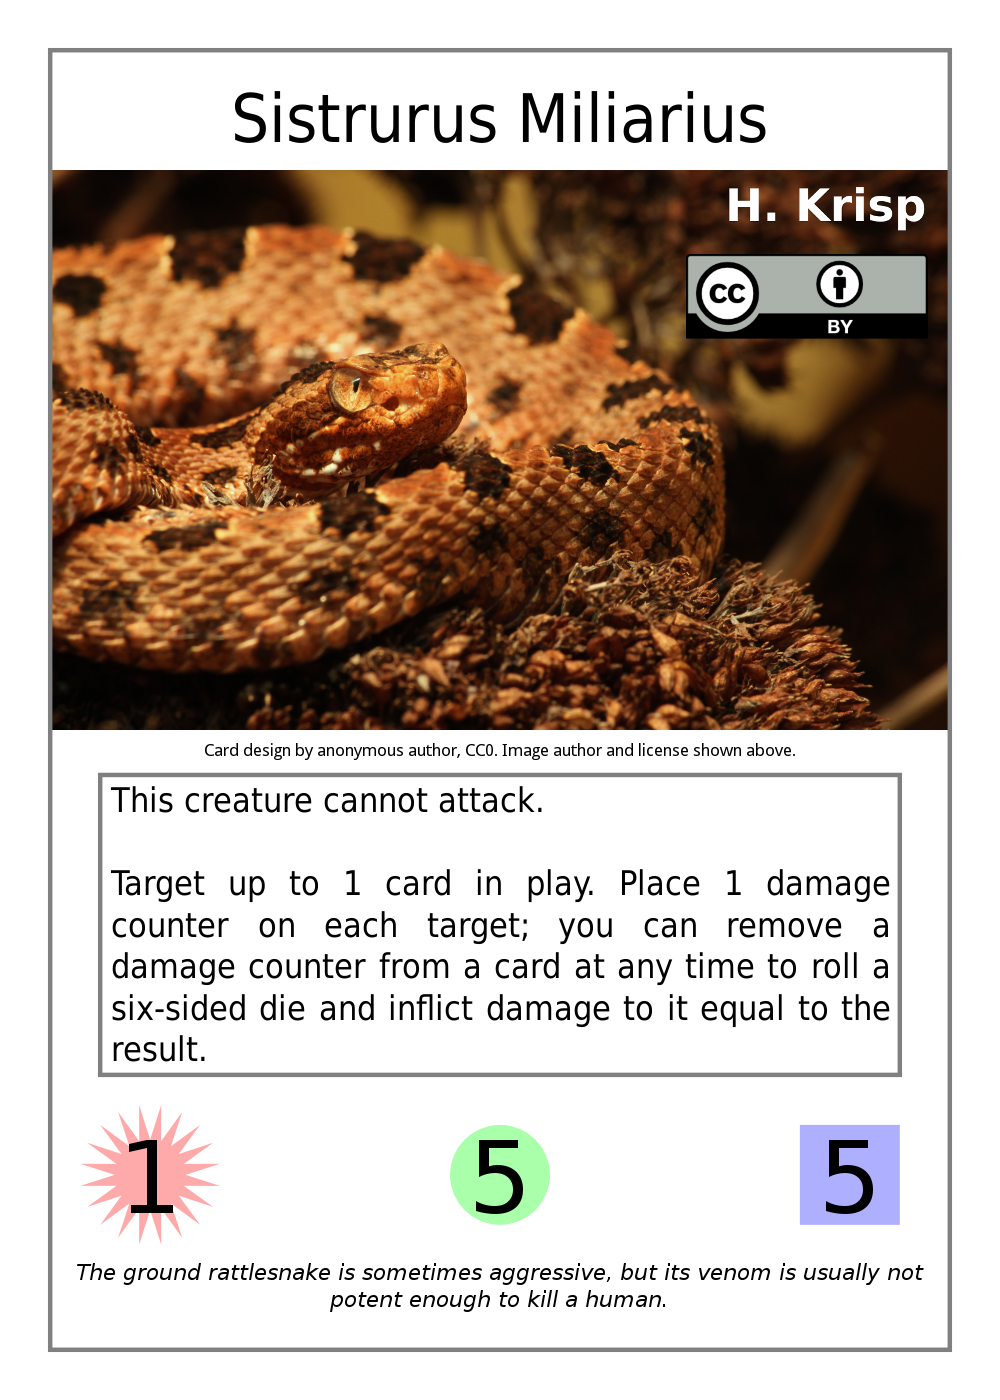 Sistrurus Miliarius
H. Krisp
CC
BY
Card design by anonymous author, CC0. Image author and license shown above.
This creature cannot attack.
Target up to 1 card in play. Place 1 damage
counter on each target; you can remove a
damage counter from a card at any time to roll a
six-sided die and inflict damage to it equal to the
result.
1 5 5
The ground rattlesnake is sometimes aggressive, but its venom is usually not
potent enough to kill a human.